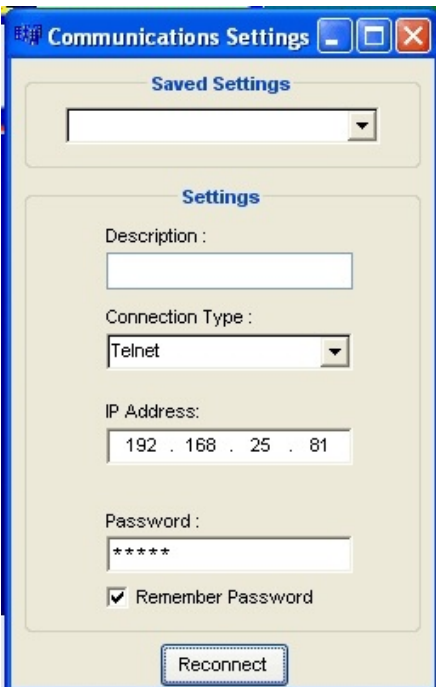 Communications Settings
Saved Settings
Settings
Description :
Connection Type :
Telnet
IP Address:
192 . 168 . 25 . 81
Password :
*****
Remember Password
Reconnect